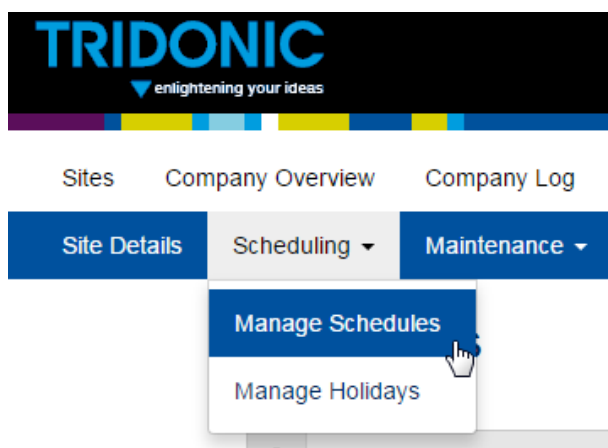 TRIDONIC
enlightening your ideas
Sites Company Overview Company Log
Site Details Scheduling Maintenance
Manage Schedules
Manage Holidays